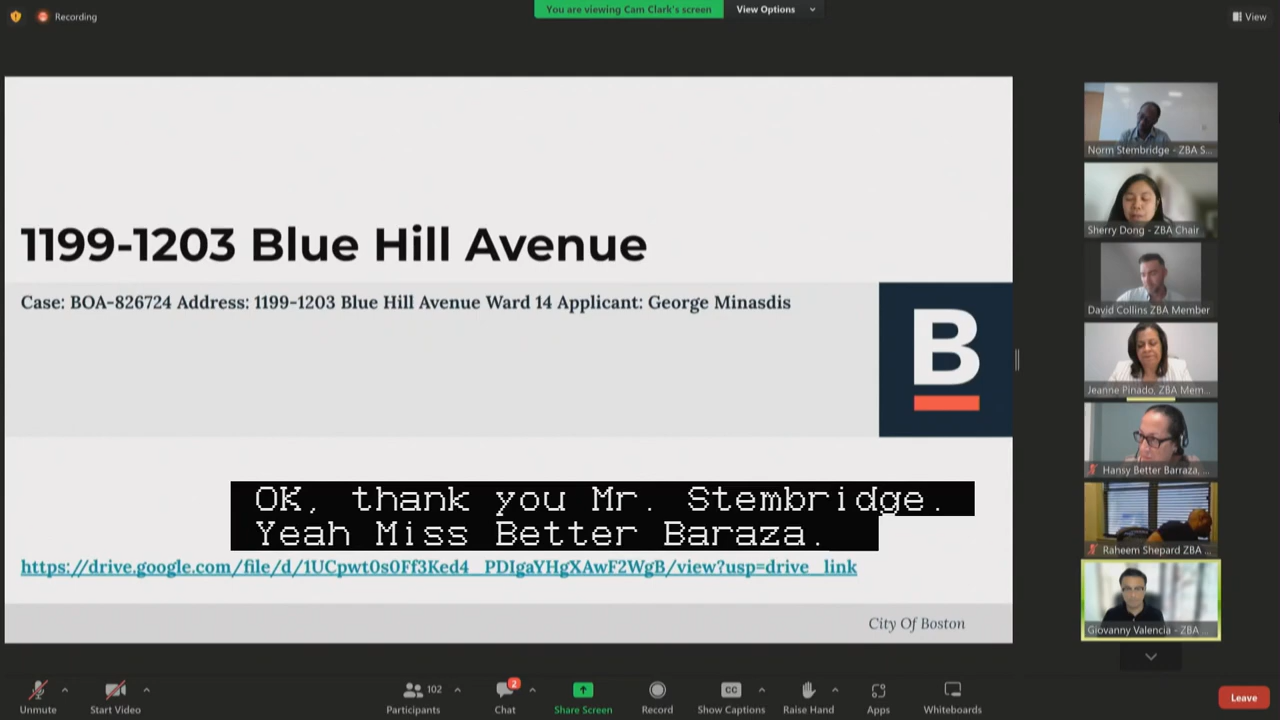 Recording
You are viewing Cam Clark's screen
View Options
View
1199-1203 Blue Hill Avenue
Case: BOA-826724 Address: 1199-1203 Blue Hill Avenue Ward 14 Applicant: George Minasdis
B
OK, thank you Mr. Stembridge.
Yeah Miss Better Baraza.
https://drive.google.com/file/d/1UCpwt0s0Ff3Ked4_PDIgaYHgXAwF2WgB/view?usp=drive_link
City Of Boston
Norm Stembridge - ZBA S...
Sherry Dong - ZBA Chair
David Collins ZBA Member
Jeanne Pinado, ZBA Mem...
Hansy Better Barraza, ...
Raheem Shepard ZBA ...
Giovanny Valencia - ZBA ...
Unmute
Start Video
102
Participants
2
Chat
Share Screen
Record
CC
Show Captions
Raise Hand
Apps
Whiteboards
Leave